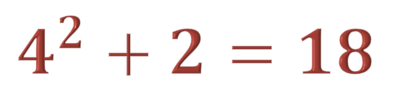 4² + 2 = 18